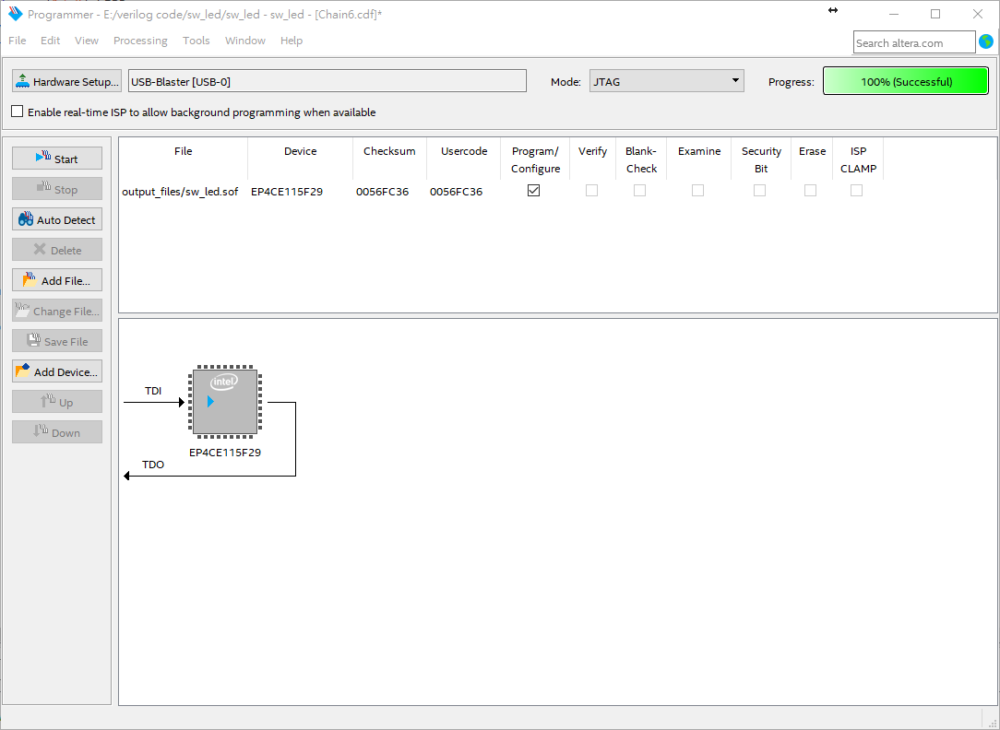 Programmer - E:/verilog code/sw_led/sw_led - sw_led - [Chain6.cdf]*
File Edit View Processing Tools Window Help
Search altera.com
Hardware Setup... USB-Blaster [USB-0] Mode: JTAG Progress: 100% (Successful)
Enable real-time ISP to allow background programming when available
Start
Stop
Auto Detect
Delete
Add File...
Change File...
Save File
Add Device...
Up
Down
File Device Checksum Usercode Program/ Verify Blank- Examine Security Erase ISP
Configure Check Bit CLAMP
output_files/sw_led.sof EP4CE115F29 0056FC36 0056FC36
intel
TDI
EP4CE115F29
TDO